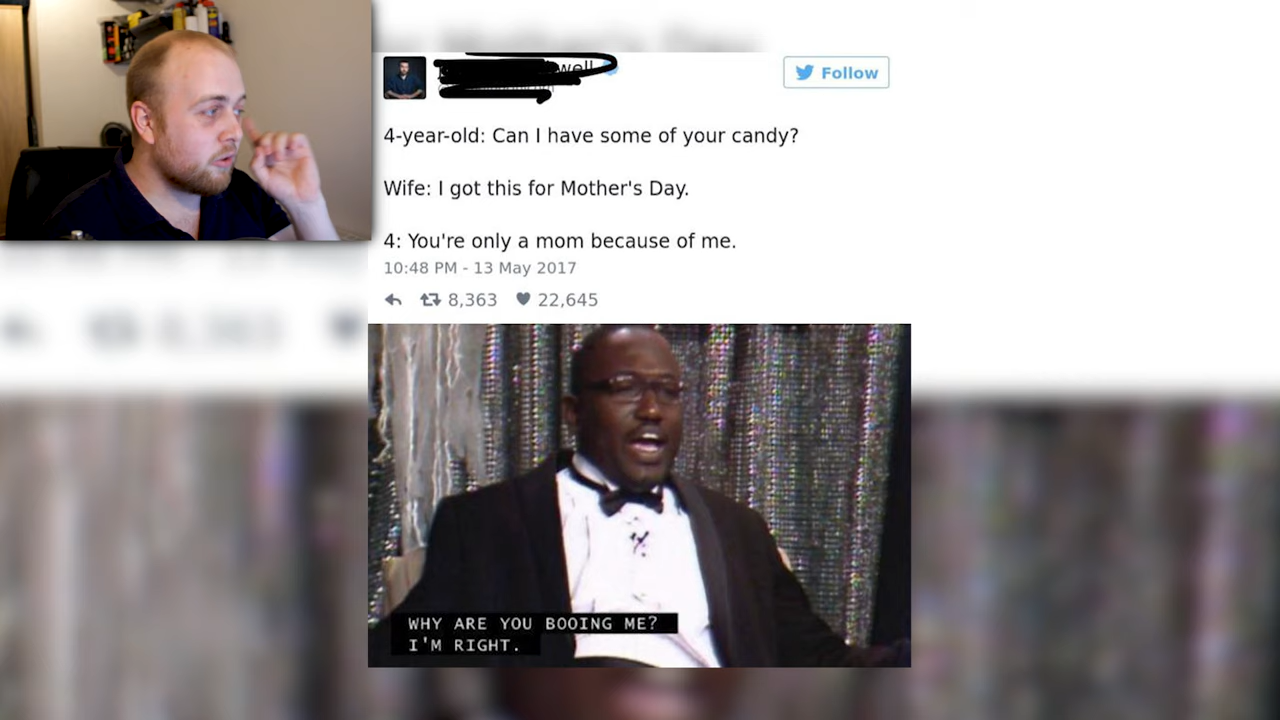 Follow
4-year-old: Can I have some of your candy?
Wife: I got this for Mother's Day.
4: You're only a mom because of me.
10:48 PM - 13 May 2017
8,363 22,645
WHY ARE YOU BOOING ME?
I'M RIGHT.